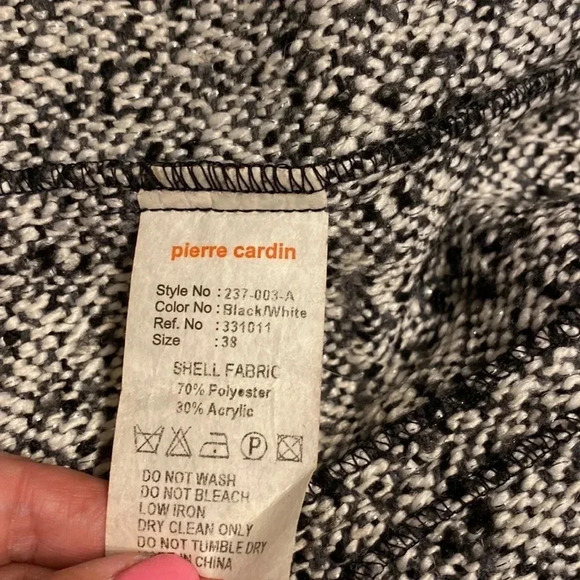 pierre cardin
Style No : 237-003-A
Color No : Black/White
Ref. No : 331011
Size : 38
SHELL FABRIC
70% Polyester
30% Acrylic
P
DO NOT WASH
DO NOT BLEACH
LOW IRON
DRY CLEAN ONLY
DO NOT TUMBLE DRY
IN CHINA